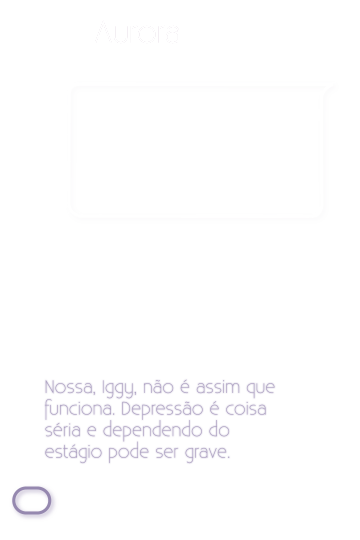 Aurora
Nossa, Iggy, não é assim que
funciona. Depressão é coisa
séria e dependendo do
estágio pode ser grave.